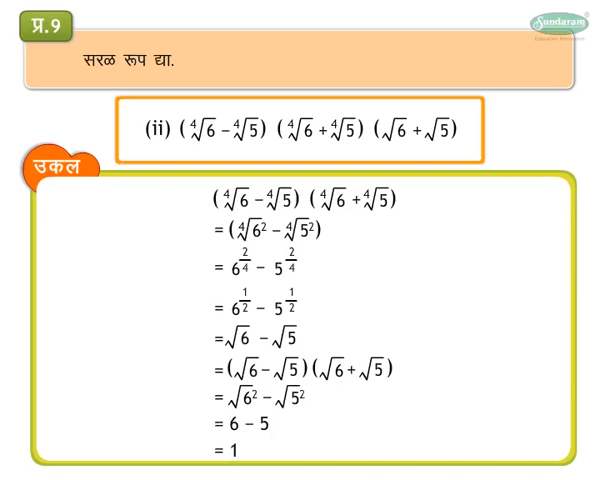 प्र.9
Sundaram
सरळ रूप द्या.
(ii) (∜6 – ∜5) (∜6 + ∜5) (√6 + √5)
उकल
(∜6 – ∜5) (∜6 + ∜5)
= (∜6² – ∜5²)
= 6^(2/4) – 5^(2/4)
= 6^(1/2) – 5^(1/2)
= √6 – √5
= (√6 – √5) (√6 + √5)
= √6² – √5²
= 6 – 5
= 1